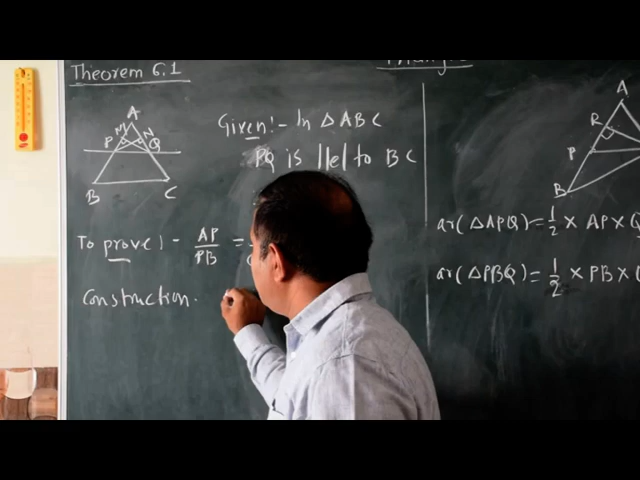 Theorem 6.1
A
M N
P Q
B C
Given:- In △ABC
PQ is ||el to BC
To prove:- AP/PB =
Construction.
A
R
P
B
ar(△APQ)= 1/2 × AP × Q
ar(△PBQ)= 1/2 × PB ×